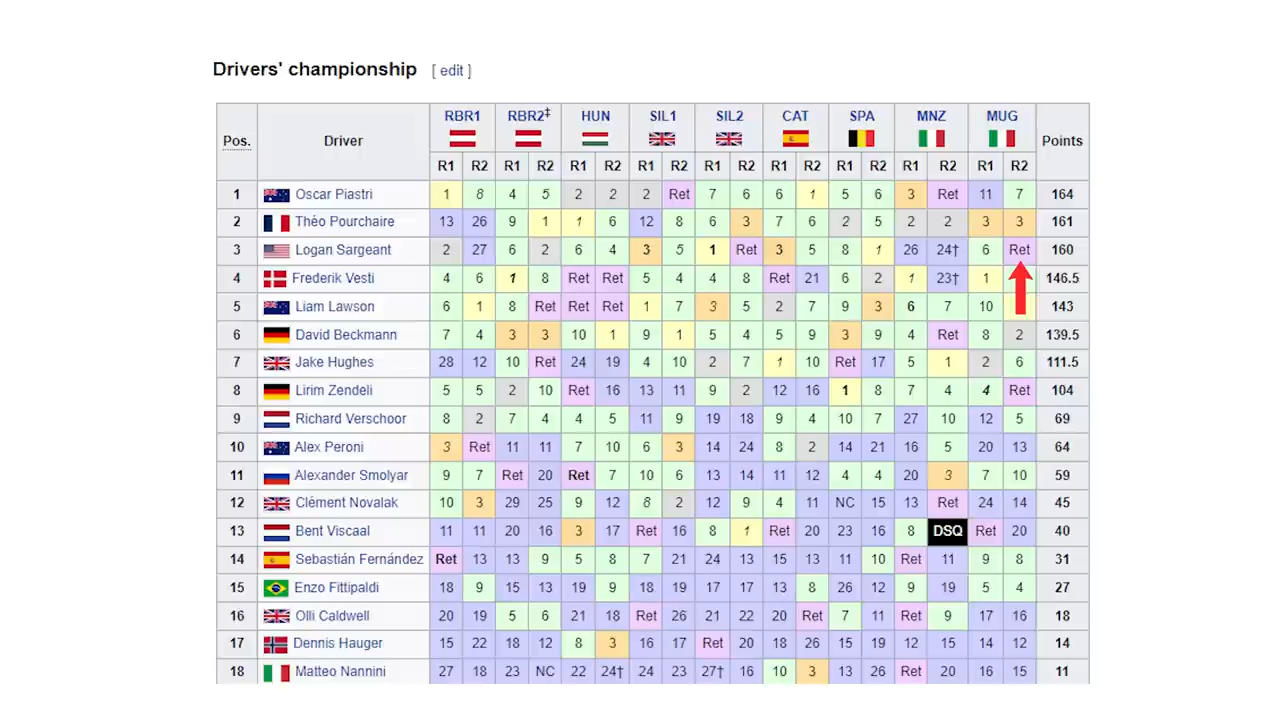 Drivers' championship [ edit ]
Pos. Driver RBR1 RBR2‡ HUN SIL1 SIL2 CAT SPA MNZ MUG Points
R1 R2 R1 R2 R1 R2 R1 R2 R1 R2 R1 R2 R1 R2 R1 R2 R1 R2
1 Oscar Piastri 1 8 4 5 2 2 2 Ret 7 6 6 1 5 6 3 Ret 11 7 164
2 Théo Pourchaire 13 26 9 1 1 6 12 8 6 3 7 6 2 5 2 2 3 3 161
3 Logan Sargeant 2 27 6 2 6 4 3 5 1 Ret 3 5 8 1 26 24† 6 Ret 160
4 Frederik Vesti 4 6 1 8 Ret Ret 5 4 4 8 Ret 21 6 2 1 23† 1 146.5
5 Liam Lawson 6 1 8 Ret Ret Ret 1 7 3 5 2 7 9 3 6 7 10 143
6 David Beckmann 7 4 3 3 10 1 9 1 5 4 5 9 3 9 4 Ret 8 2 139.5
7 Jake Hughes 28 12 10 Ret 24 19 4 10 2 7 1 10 Ret 17 5 1 2 6 111.5
8 Lirim Zendeli 5 5 2 10 Ret 16 13 11 9 2 12 16 1 8 7 4 4 Ret 104
9 Richard Verschoor 8 2 7 4 4 5 11 9 19 18 9 4 10 7 27 10 12 5 69
10 Alex Peroni 3 Ret 11 11 7 10 6 3 14 24 8 2 14 21 16 5 20 13 64
11 Alexander Smolyar 9 7 Ret 20 Ret 7 10 6 13 14 11 12 4 4 20 3 7 10 59
12 Clément Novalak 10 3 29 25 9 12 8 2 12 9 4 11 NC 15 13 Ret 24 14 45
13 Bent Viscaal 11 11 20 16 3 17 Ret 16 8 1 Ret 20 23 16 8 DSQ Ret 20 40
14 Sebastián Fernández Ret 13 13 9 5 8 7 21 24 13 15 13 11 10 Ret 11 9 8 31
15 Enzo Fittipaldi 18 9 15 13 19 9 18 19 17 17 13 8 26 12 9 19 5 4 27
16 Olli Caldwell 20 19 5 6 21 18 Ret 26 21 22 20 Ret 7 11 Ret 9 17 16 18
17 Dennis Hauger 15 22 18 12 8 3 16 17 Ret 20 18 26 15 19 12 15 14 12 14
18 Matteo Nannini 27 18 23 NC 22 24† 24 23 27† 16 10 3 13 26 Ret 20 16 15 11